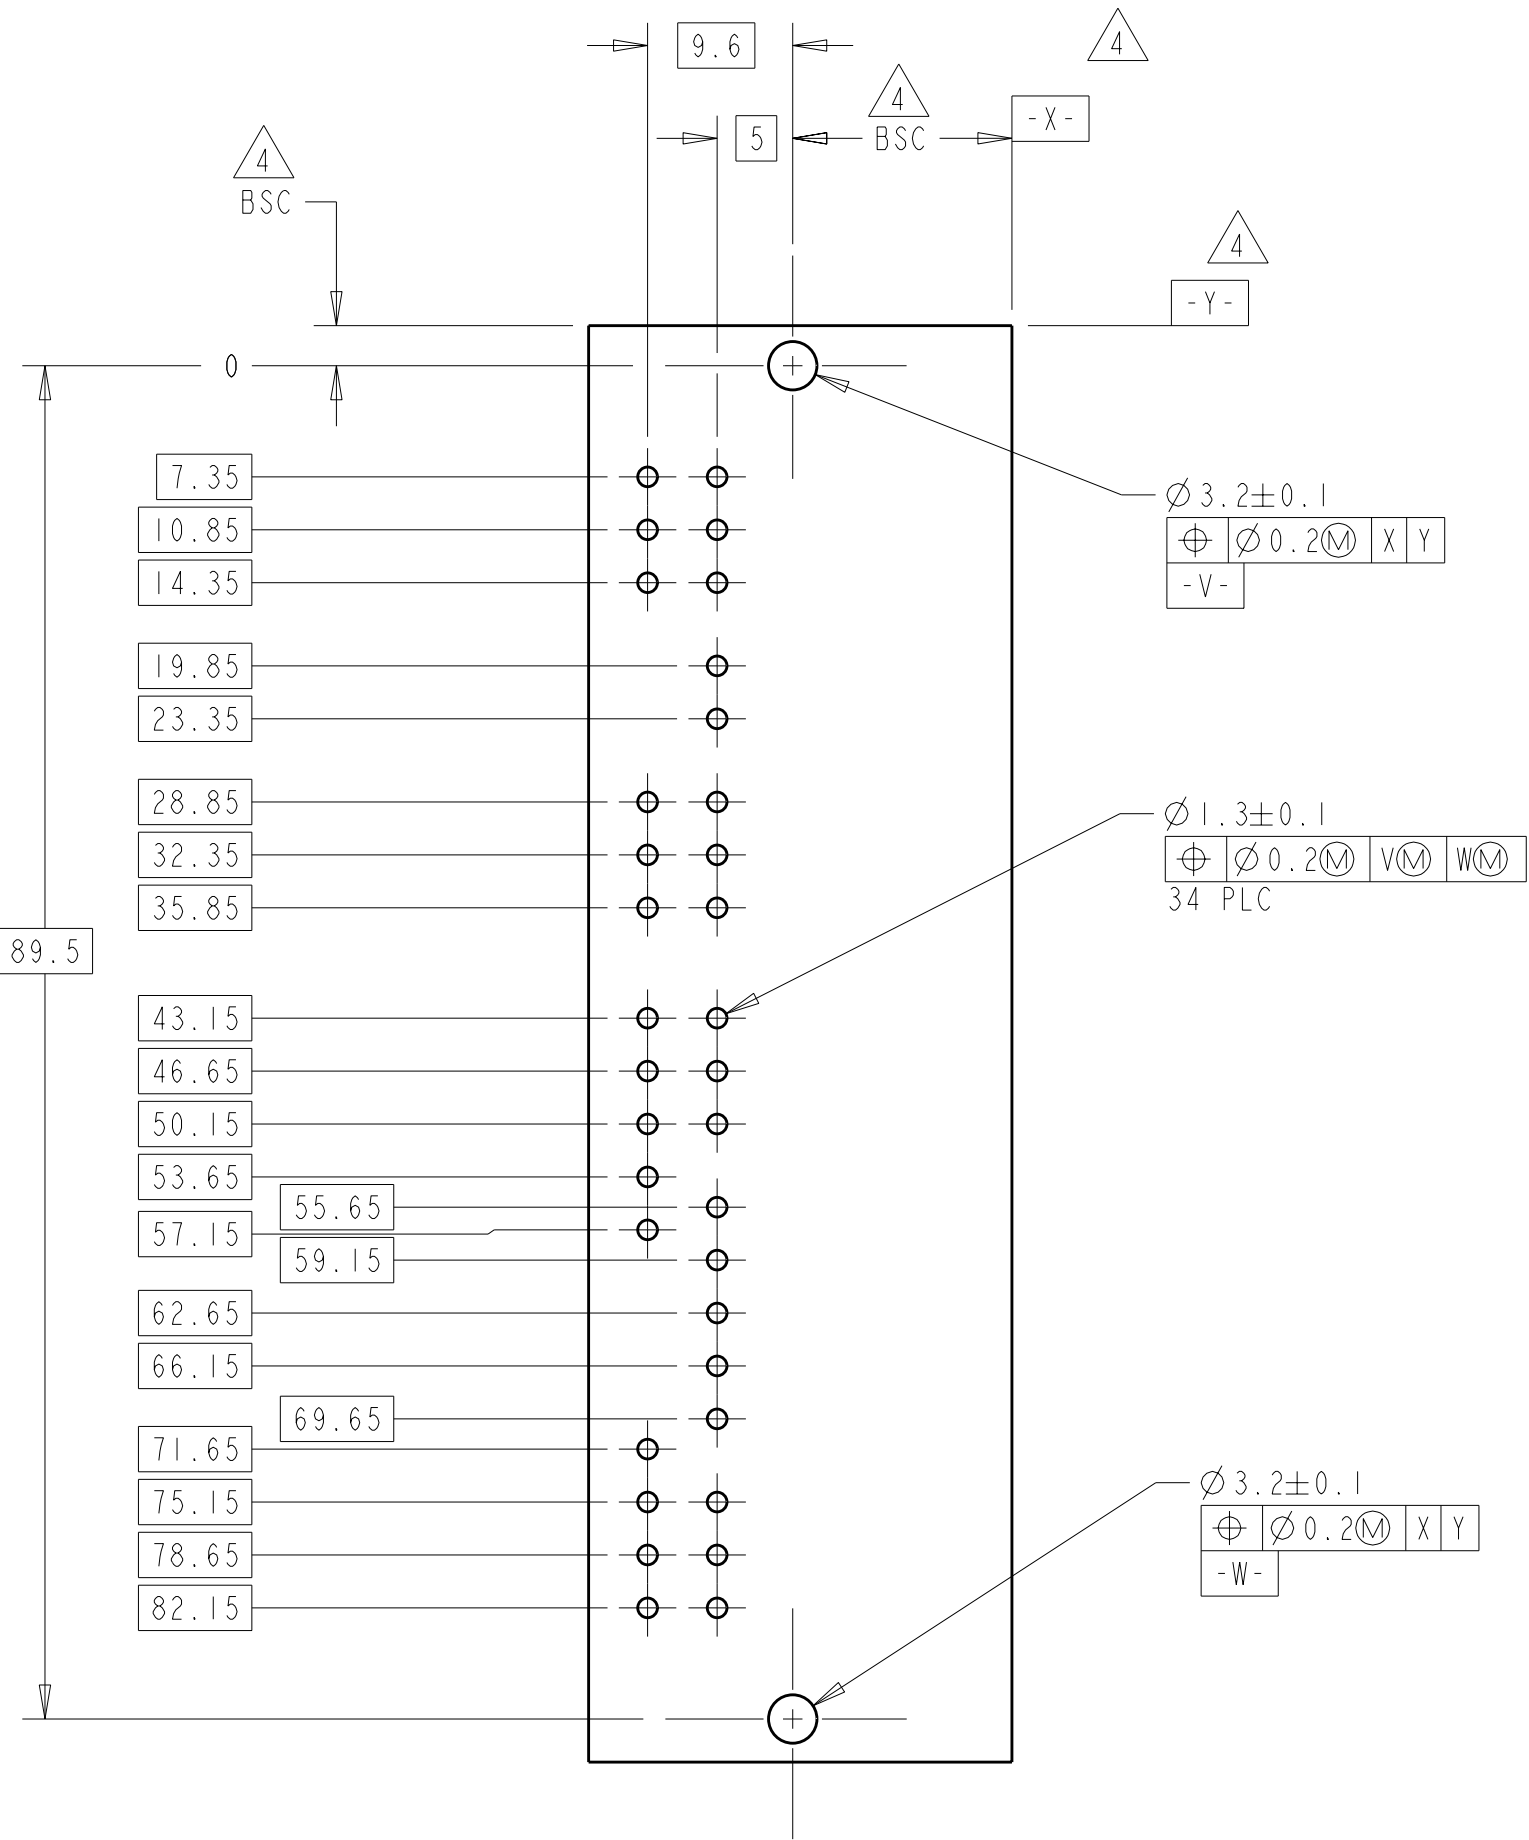 9.6
4
4
5
BSC
-X-
4
BSC
4
-Y-
0
7.35
Ø3.2±0.1
⌖ Ø0.2Ⓜ X Y
10.85
14.35
-V-
19.85
23.35
28.85
Ø1.3±0.1
32.35
⌖ Ø0.2Ⓜ VⓂ WⓂ
35.85
34 PLC
89.5
43.15
46.65
50.15
53.65
55.65
57.15
59.15
62.65
66.15
69.65
71.65
75.15
Ø3.2±0.1
⌖ Ø0.2Ⓜ X Y
78.65
-W-
82.15